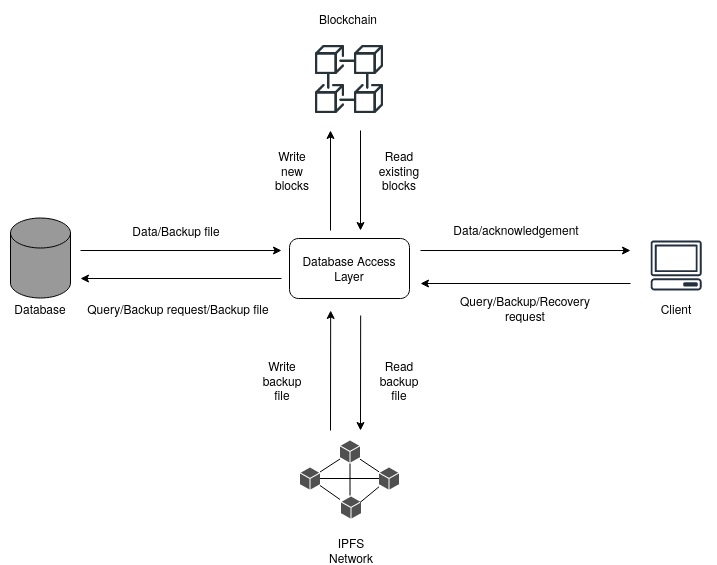 Blockchain
Write
new
blocks
Read
existing
blocks
Data/Backup file
Data/acknowledgement
Database Access
Layer
Database
Query/Backup request/Backup file
Query/Backup/Recovery
request
Client
Write
backup
file
Read
backup
file
IPFS
Network